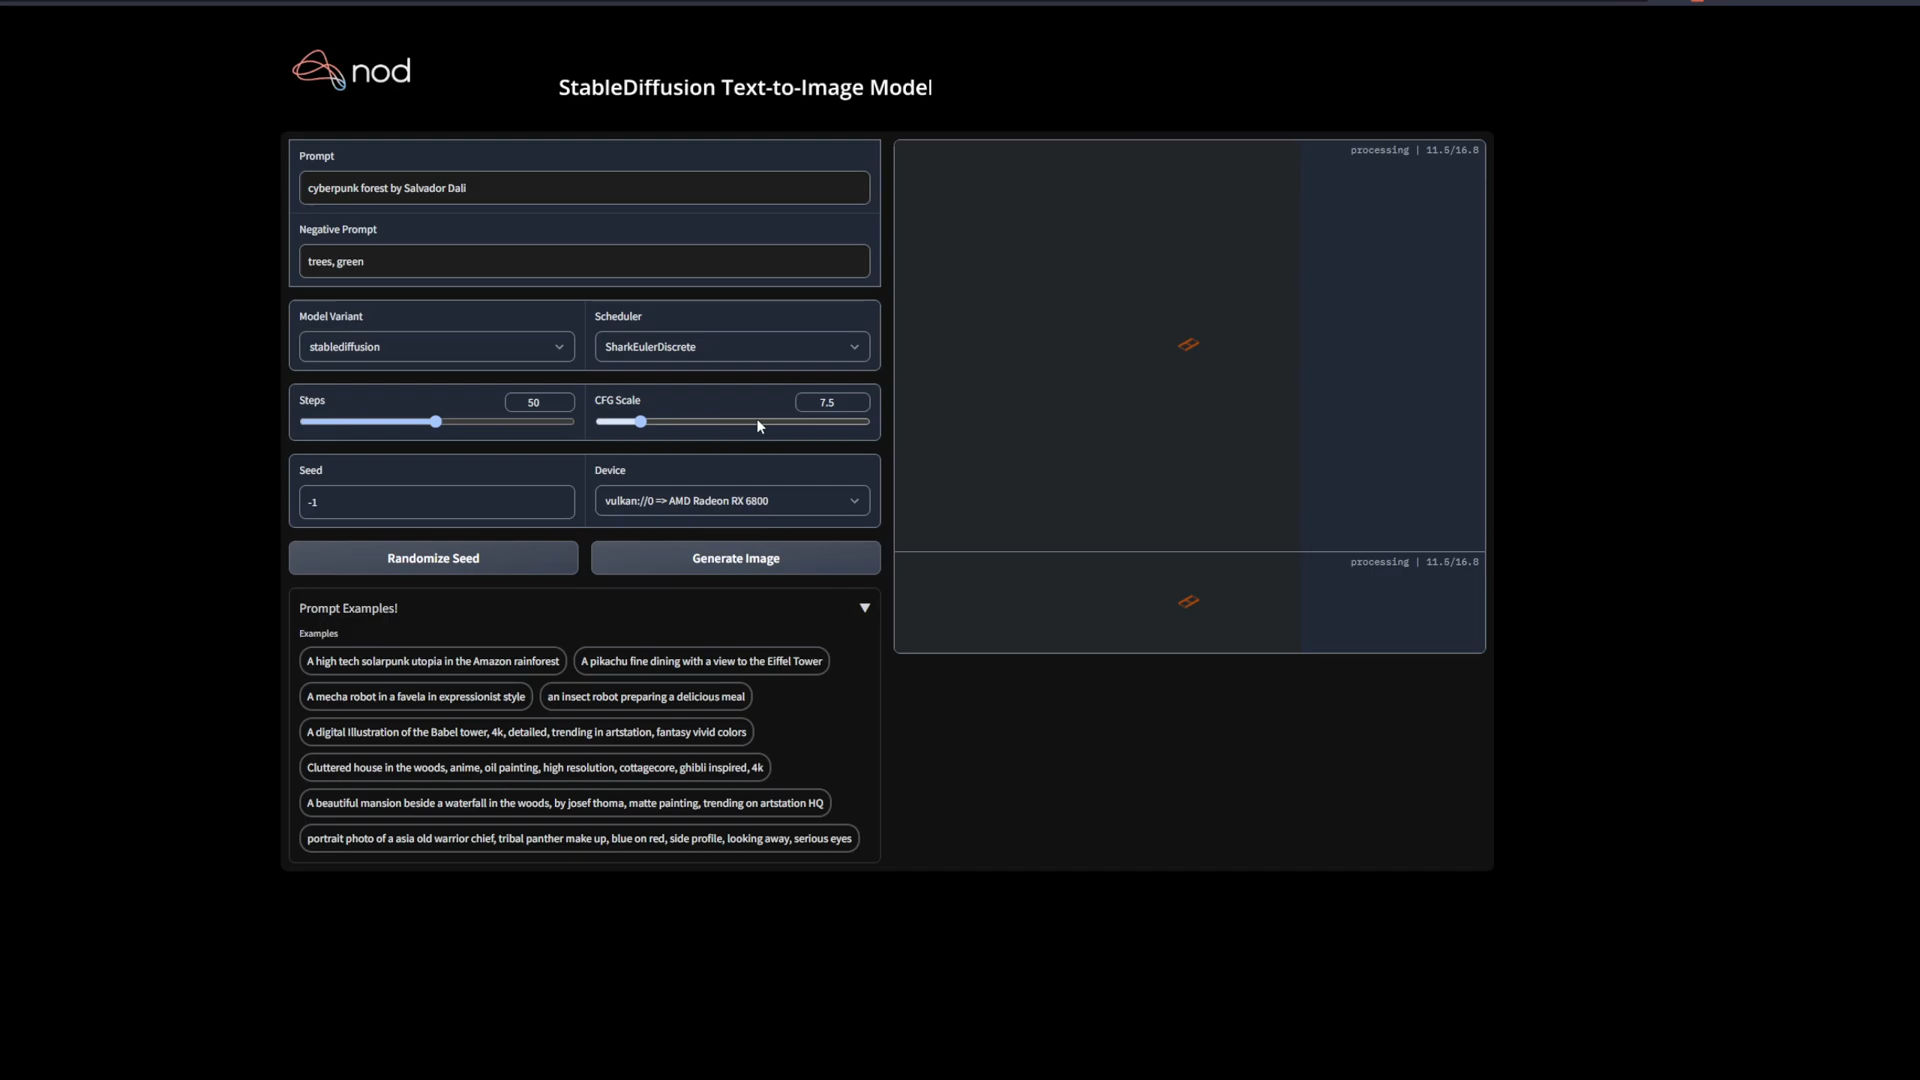 nod
StableDiffusion Text-to-Image Model
Prompt
cyberpunk forest by Salvador Dali
Negative Prompt
trees, green
Model Variant
stablediffusion
Scheduler
SharkEulerDiscrete
Steps
50
CFG Scale
7.5
Seed
-1
Device
vulkan://0 => AMD Radeon RX 6800
Randomize Seed
Generate Image
Prompt Examples!
Examples
A high tech solarpunk utopia in the Amazon rainforest
A pikachu fine dining with a view to the Eiffel Tower
A mecha robot in a favela in expressionist style
an insect robot preparing a delicious meal
A digital Illustration of the Babel tower, 4k, detailed, trending in artstation, fantasy vivid colors
Cluttered house in the woods, anime, oil painting, high resolution, cottagecore, ghibli inspired, 4k
A beautiful mansion beside a waterfall in the woods, by josef thoma, matte painting, trending on artstation HQ
portrait photo of a asia old warrior chief, tribal panther make up, blue on red, side profile, looking away, serious eyes
processing | 11.5/16.8
processing | 11.5/16.8